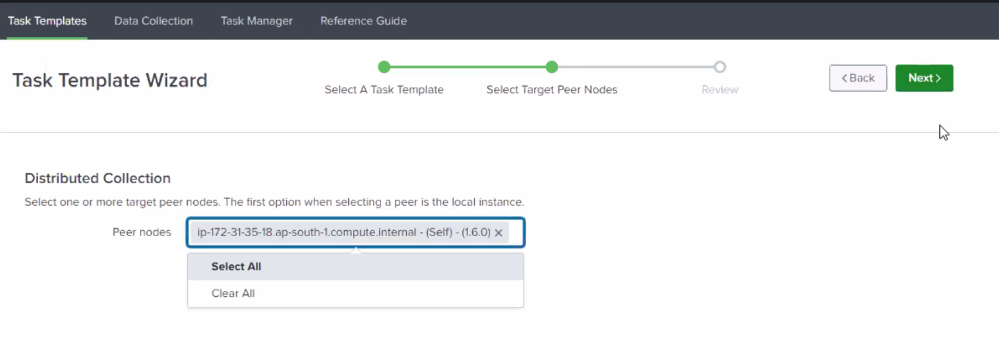 Task Templates Data Collection Task Manager Reference Guide
Task Template Wizard
Select A Task Template Select Target Peer Nodes Review
< Back Next >
Distributed Collection
Select one or more target peer nodes. The first option when selecting a peer is the local instance.
Peer nodes ip-172-31-35-18.ap-south-1.compute.internal - (Self) - (1.6.0) ×
Select All
Clear All